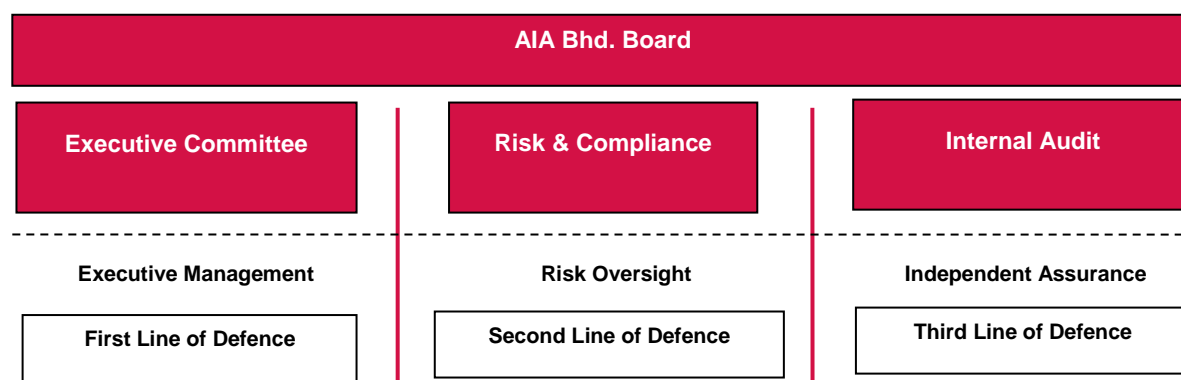 AIA Bhd. Board
Executive Committee
Risk & Compliance
Internal Audit
Executive Management
Risk Oversight
Independent Assurance
First Line of Defence
Second Line of Defence
Third Line of Defence